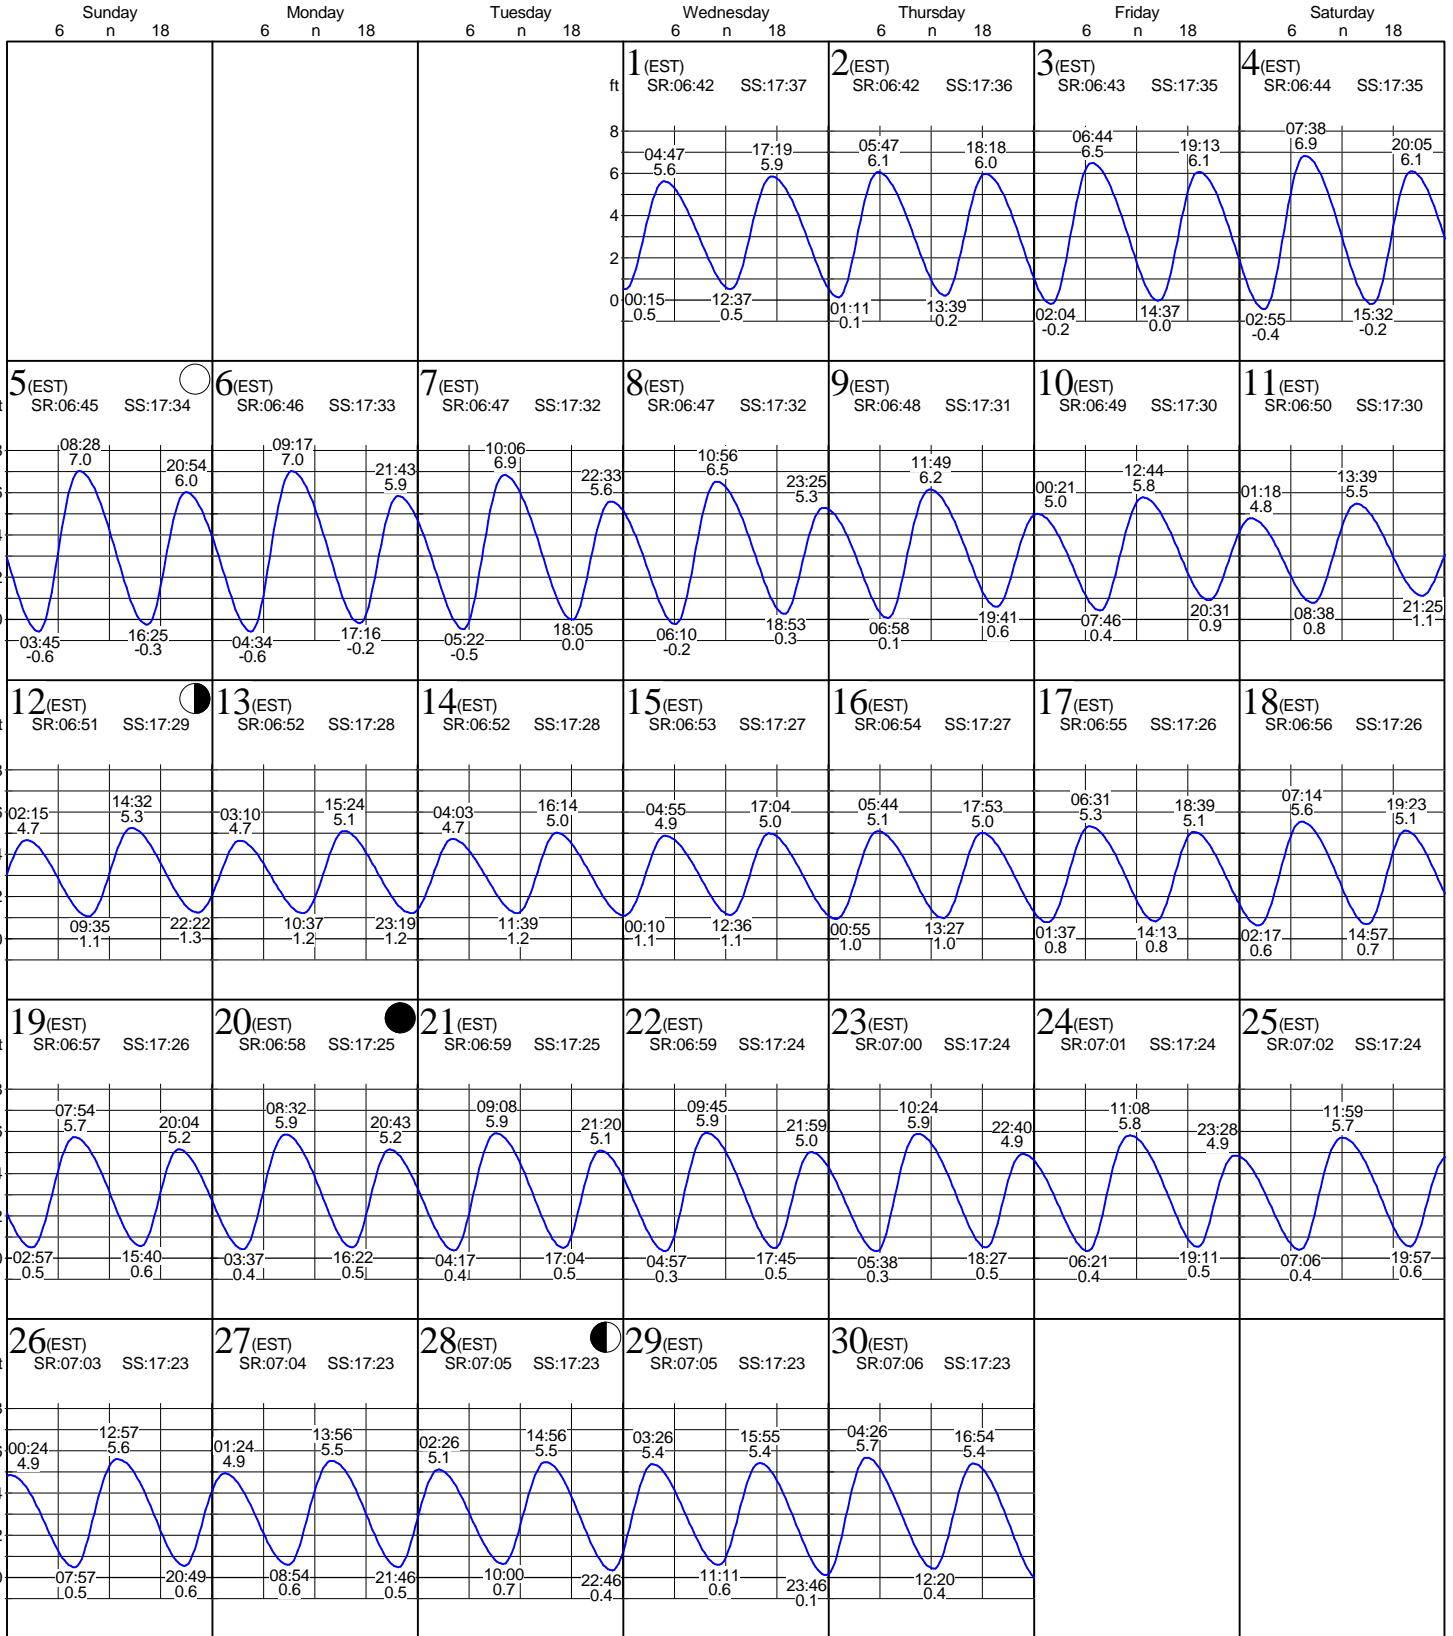 Sunday Monday Tuesday Wednesday Thursday Friday Saturday
6 n 18 6 n 18 6 n 18 6 n 18 6 n 18 6 n 18 6 n 18
1(EST) 2(EST) 3(EST) 4(EST)
ft SR:06:42 SS:17:37 SR:06:42 SS:17:36 SR:06:43 SS:17:35 SR:06:44 SS:17:35
8
6
4
2
0
04:47 17:19 05:47 18:18 06:44 19:13 07:38 20:05
5.6 5.9 6.1 6.0 6.5 6.1 6.9 6.1
00:15 12:37 01:11 13:39 02:04 14:37 02:55 15:32
0.5 0.5 0.1 0.2 -0.2 0.0 -0.4 -0.2
5(EST) 6(EST) 7(EST) 8(EST) 9(EST) 10(EST) 11(EST)
SR:06:45 SS:17:34 SR:06:46 SS:17:33 SR:06:47 SS:17:32 SR:06:47 SS:17:32 SR:06:48 SS:17:31 SR:06:49 SS:17:30 SR:06:50 SS:17:30
08:28 20:54 09:17 21:43 10:06 22:33 10:56 23:25 11:49 00:21 12:44 01:18 13:39
7.0 6.0 7.0 5.9 6.9 5.6 6.5 5.3 6.2 5.0 5.8 4.8 5.5
03:45 16:25 04:34 17:16 05:22 18:05 06:10 18:53 06:58 19:41 07:46 20:31 08:38 21:25
-0.6 -0.3 -0.6 -0.2 -0.5 0.0 -0.2 0.3 0.1 0.6 0.4 0.9 0.8 1.1
12(EST) 13(EST) 14(EST) 15(EST) 16(EST) 17(EST) 18(EST)
SR:06:51 SS:17:29 SR:06:52 SS:17:28 SR:06:52 SS:17:28 SR:06:53 SS:17:27 SR:06:54 SS:17:27 SR:06:55 SS:17:26 SR:06:56 SS:17:26
02:15 14:32 03:10 15:24 04:03 16:14 04:55 17:04 05:44 17:53 06:31 18:39 07:14 19:23
4.7 5.3 4.7 5.1 4.7 5.0 4.9 5.0 5.1 5.0 5.3 5.1 5.6 5.1
09:35 22:22 10:37 23:19 11:39 00:10 12:36 00:55 13:27 01:37 14:13 02:17 14:57
1.1 1.3 1.2 1.2 1.2 1.1 1.1 1.0 1.0 0.8 0.8 0.6 0.7
19(EST) 20(EST) 21(EST) 22(EST) 23(EST) 24(EST) 25(EST)
SR:06:57 SS:17:26 SR:06:58 SS:17:25 SR:06:59 SS:17:25 SR:06:59 SS:17:24 SR:07:00 SS:17:24 SR:07:01 SS:17:24 SR:07:02 SS:17:24
07:54 20:04 08:32 20:43 09:08 21:20 09:45 21:59 10:24 22:40 11:08 23:28 11:59
5.7 5.2 5.9 5.2 5.9 5.1 5.9 5.0 5.9 4.9 5.8 4.9 5.7
02:57 15:40 03:37 16:22 04:17 17:04 04:57 17:45 05:38 18:27 06:21 19:11 07:06 19:57
0.5 0.6 0.4 0.5 0.4 0.5 0.3 0.5 0.3 0.5 0.4 0.5 0.4 0.6
26(EST) 27(EST) 28(EST) 29(EST) 30(EST)
SR:07:03 SS:17:23 SR:07:04 SS:17:23 SR:07:05 SS:17:23 SR:07:05 SS:17:23 SR:07:06 SS:17:23
00:24 12:57 01:24 13:56 02:26 14:56 03:26 15:55 04:26 16:54
4.9 5.6 4.9 5.5 5.1 5.5 5.4 5.4 5.7 5.4
07:57 20:49 08:54 21:46 10:00 22:46 11:11 23:46 12:20
0.5 0.6 0.6 0.5 0.7 0.4 0.6 0.1 0.4